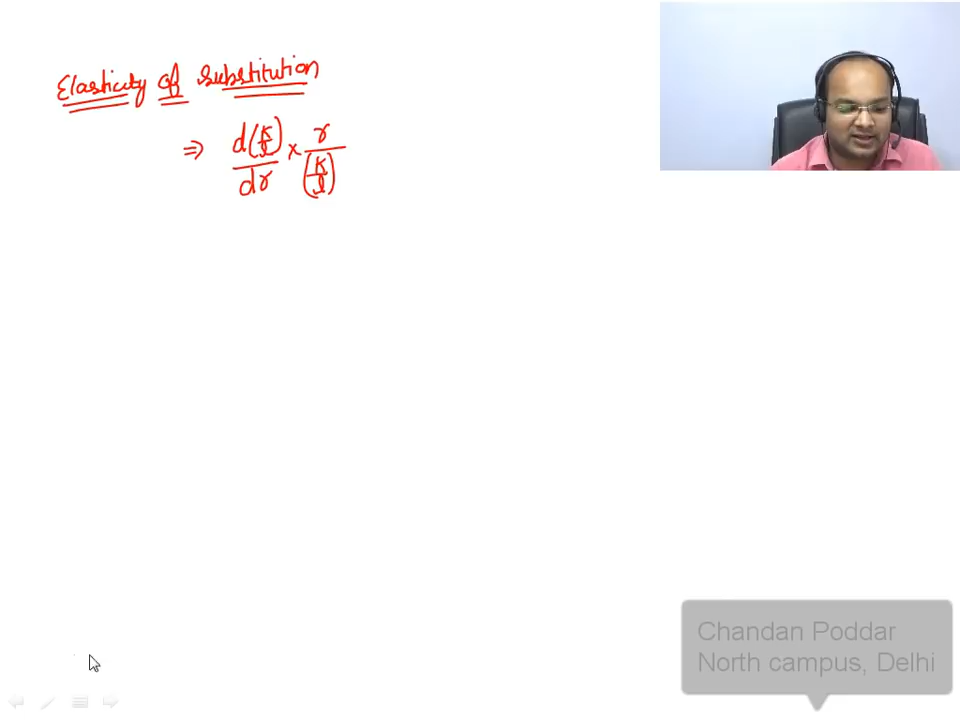 Elasticity of substitution
⇒ d(K/L)/dr × r/(K/L)
Chandan Poddar
North campus, Delhi